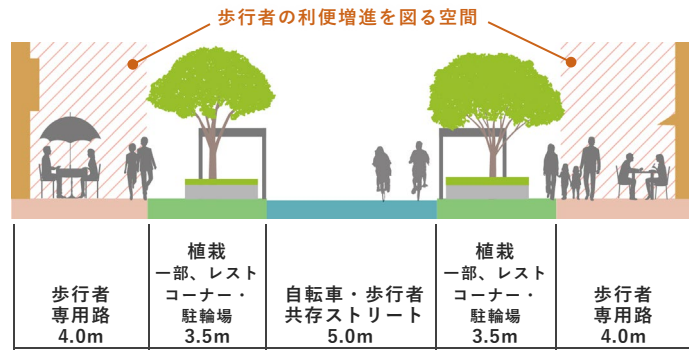 歩行者の利便増進を図る空間
歩行者
専用路
4.0m
植栽
一部、レスト
コーナー・
駐輪場
3.5m
自転車・歩行者
共存ストリート
5.0m
植栽
一部、レスト
コーナー・
駐輪場
3.5m
歩行者
専用路
4.0m